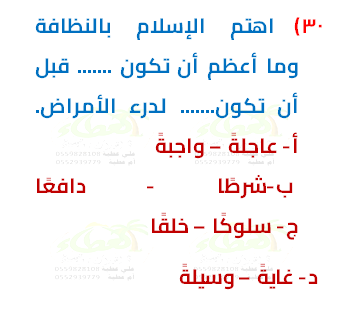 ٣٠) اهتم الإسلام بالنظافة
وما أعظم أن تكون ....... قبل
أن تكون....... لدرء الأمراض.
أ- عاجلةً – واجبةً
ب-شرطًا - دافعًا
ج- سلوكًا – خلقًا
د- غايةً – وسيلةً